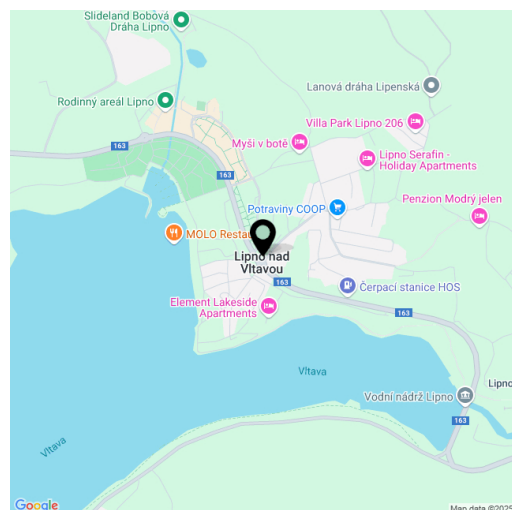 Slideland Bobová
Dráha Lipno
Lanová dráha Lipenská
Rodinný areál Lipno
Villa Park Lipno 206
163
Myši v botě
Lipno Serafin -
Holiday Apartments
163
Penzion Modrý jelen
Potraviny COOP
MOLO Restau
Lipno nad
Vltavou
163
Čerpací stanice HOS
Element Lakeside
Apartments
163
Vltava
Lipno
Vodní nádrž Lipno
163
Vltava
Google
Map data ©2025